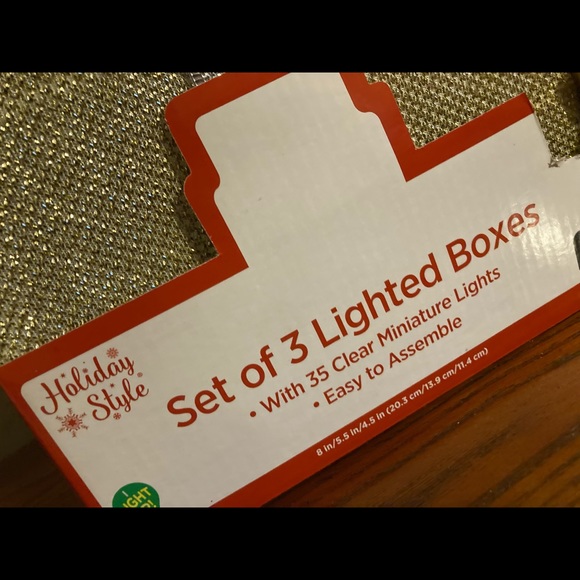 Holiday
Style
Set of 3 Lighted Boxes
• With 35 Clear Miniature Lights
• Easy to Assemble
8 in/5.5 in/4.5 in (20.3 cm/13.9 cm/11.4 cm)
I